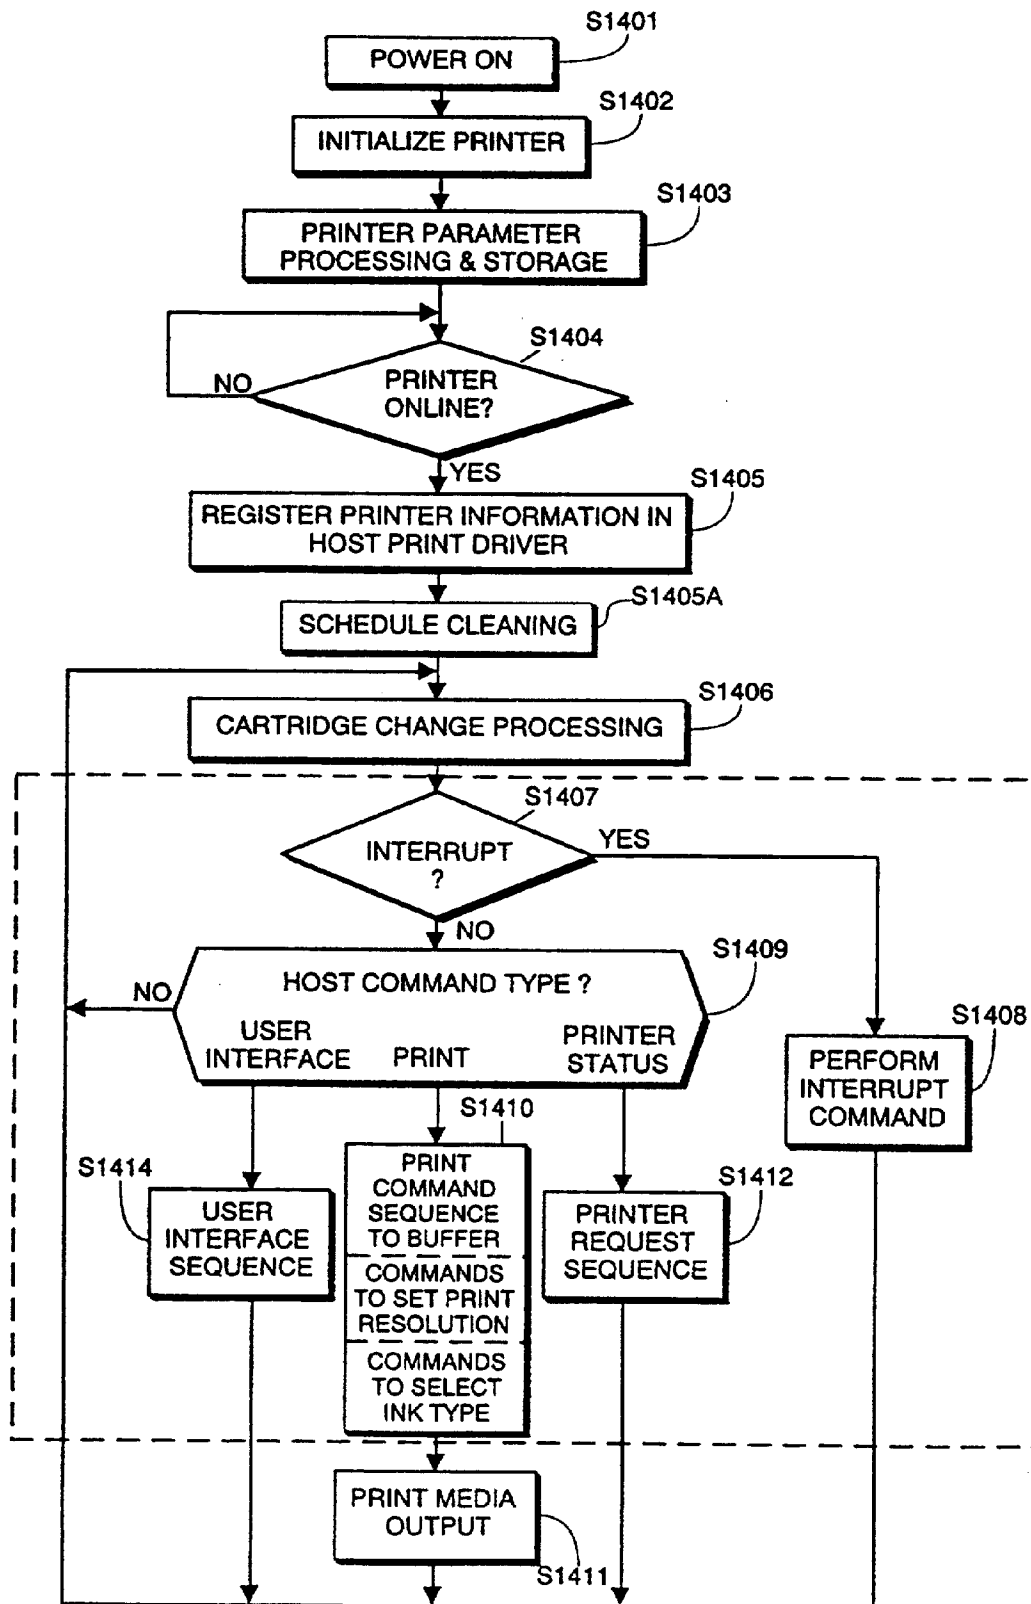 S1401
POWER ON
S1402
INITIALIZE PRINTER
S1403
PRINTER PARAMETER
PROCESSING & STORAGE
S1404
PRINTER
ONLINE?
NO
YES
S1405
REGISTER PRINTER INFORMATION IN
HOST PRINT DRIVER
S1405A
SCHEDULE CLEANING
S1406
CARTRIDGE CHANGE PROCESSING
S1407
INTERRUPT
?
YES
NO
S1409
HOST COMMAND TYPE ?
NO
USER
INTERFACE
PRINT
PRINTER
STATUS
S1408
PERFORM
INTERRUPT
COMMAND
S1410
PRINT
COMMAND
SEQUENCE
TO BUFFER
COMMANDS
TO SET PRINT
RESOLUTION
COMMANDS
TO SELECT
INK TYPE
S1414
USER
INTERFACE
SEQUENCE
S1412
PRINTER
REQUEST
SEQUENCE
PRINT MEDIA
OUTPUT
S1411